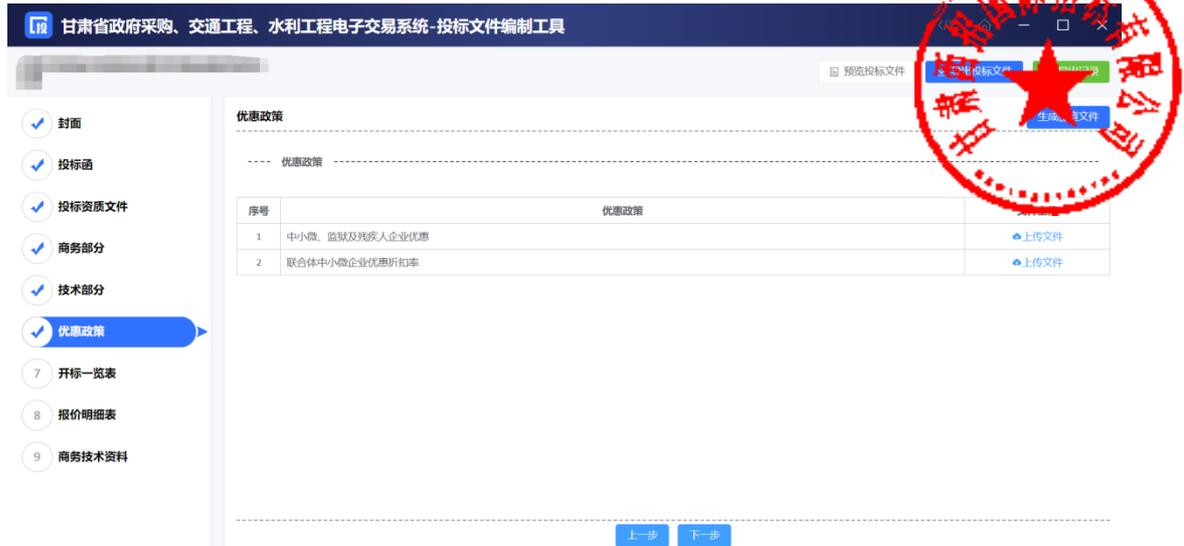 投 甘肃省政府采购、交通工程、水利工程电子交易系统-投标文件编制工具
预览投标文件
优惠政策
封面
投标函
投标资质文件
商务部分
技术部分
优惠政策
7 开标一览表
8 报价明细表
9 商务技术资料
优惠政策
序号 优惠政策
1 中小微、监狱及残疾人企业优惠 上传文件
2 联合体中小微企业优惠折扣率 上传文件
上一步 下一步